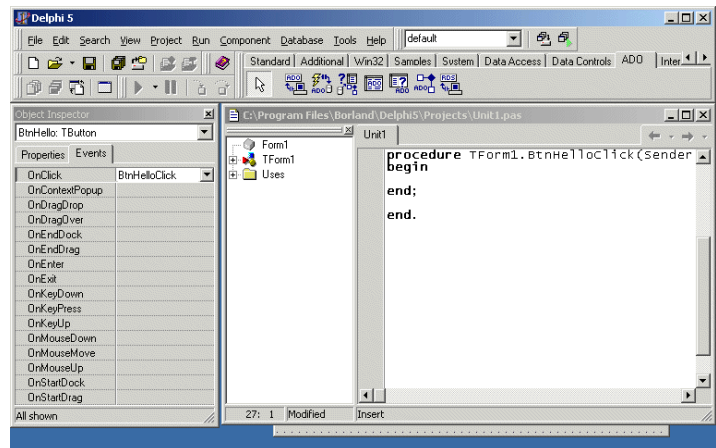 Delphi 5
File Edit Search View Project Run Component Database Tools Help default
Standard Additional Win32 Samples System Data Access Data Controls ADO Inter
Object Inspector
BtnHello: TButton
Properties Events
OnClick BtnHelloClick
OnContextPopup
OnDragDrop
OnDragOver
OnEndDock
OnEndDrag
OnEnter
OnExit
OnKeyDown
OnKeyPress
OnKeyUp
OnMouseDown
OnMouseMove
OnMouseUp
OnStartDock
OnStartDrag
All shown
C:\Program Files\Borland\Delphi5\Projects\Unit1.pas
Form1
TForm1
Uses
Unit1
procedure TForm1.BtnHelloClick(Sender
begin
end;
end.
27: 1 Modified Insert